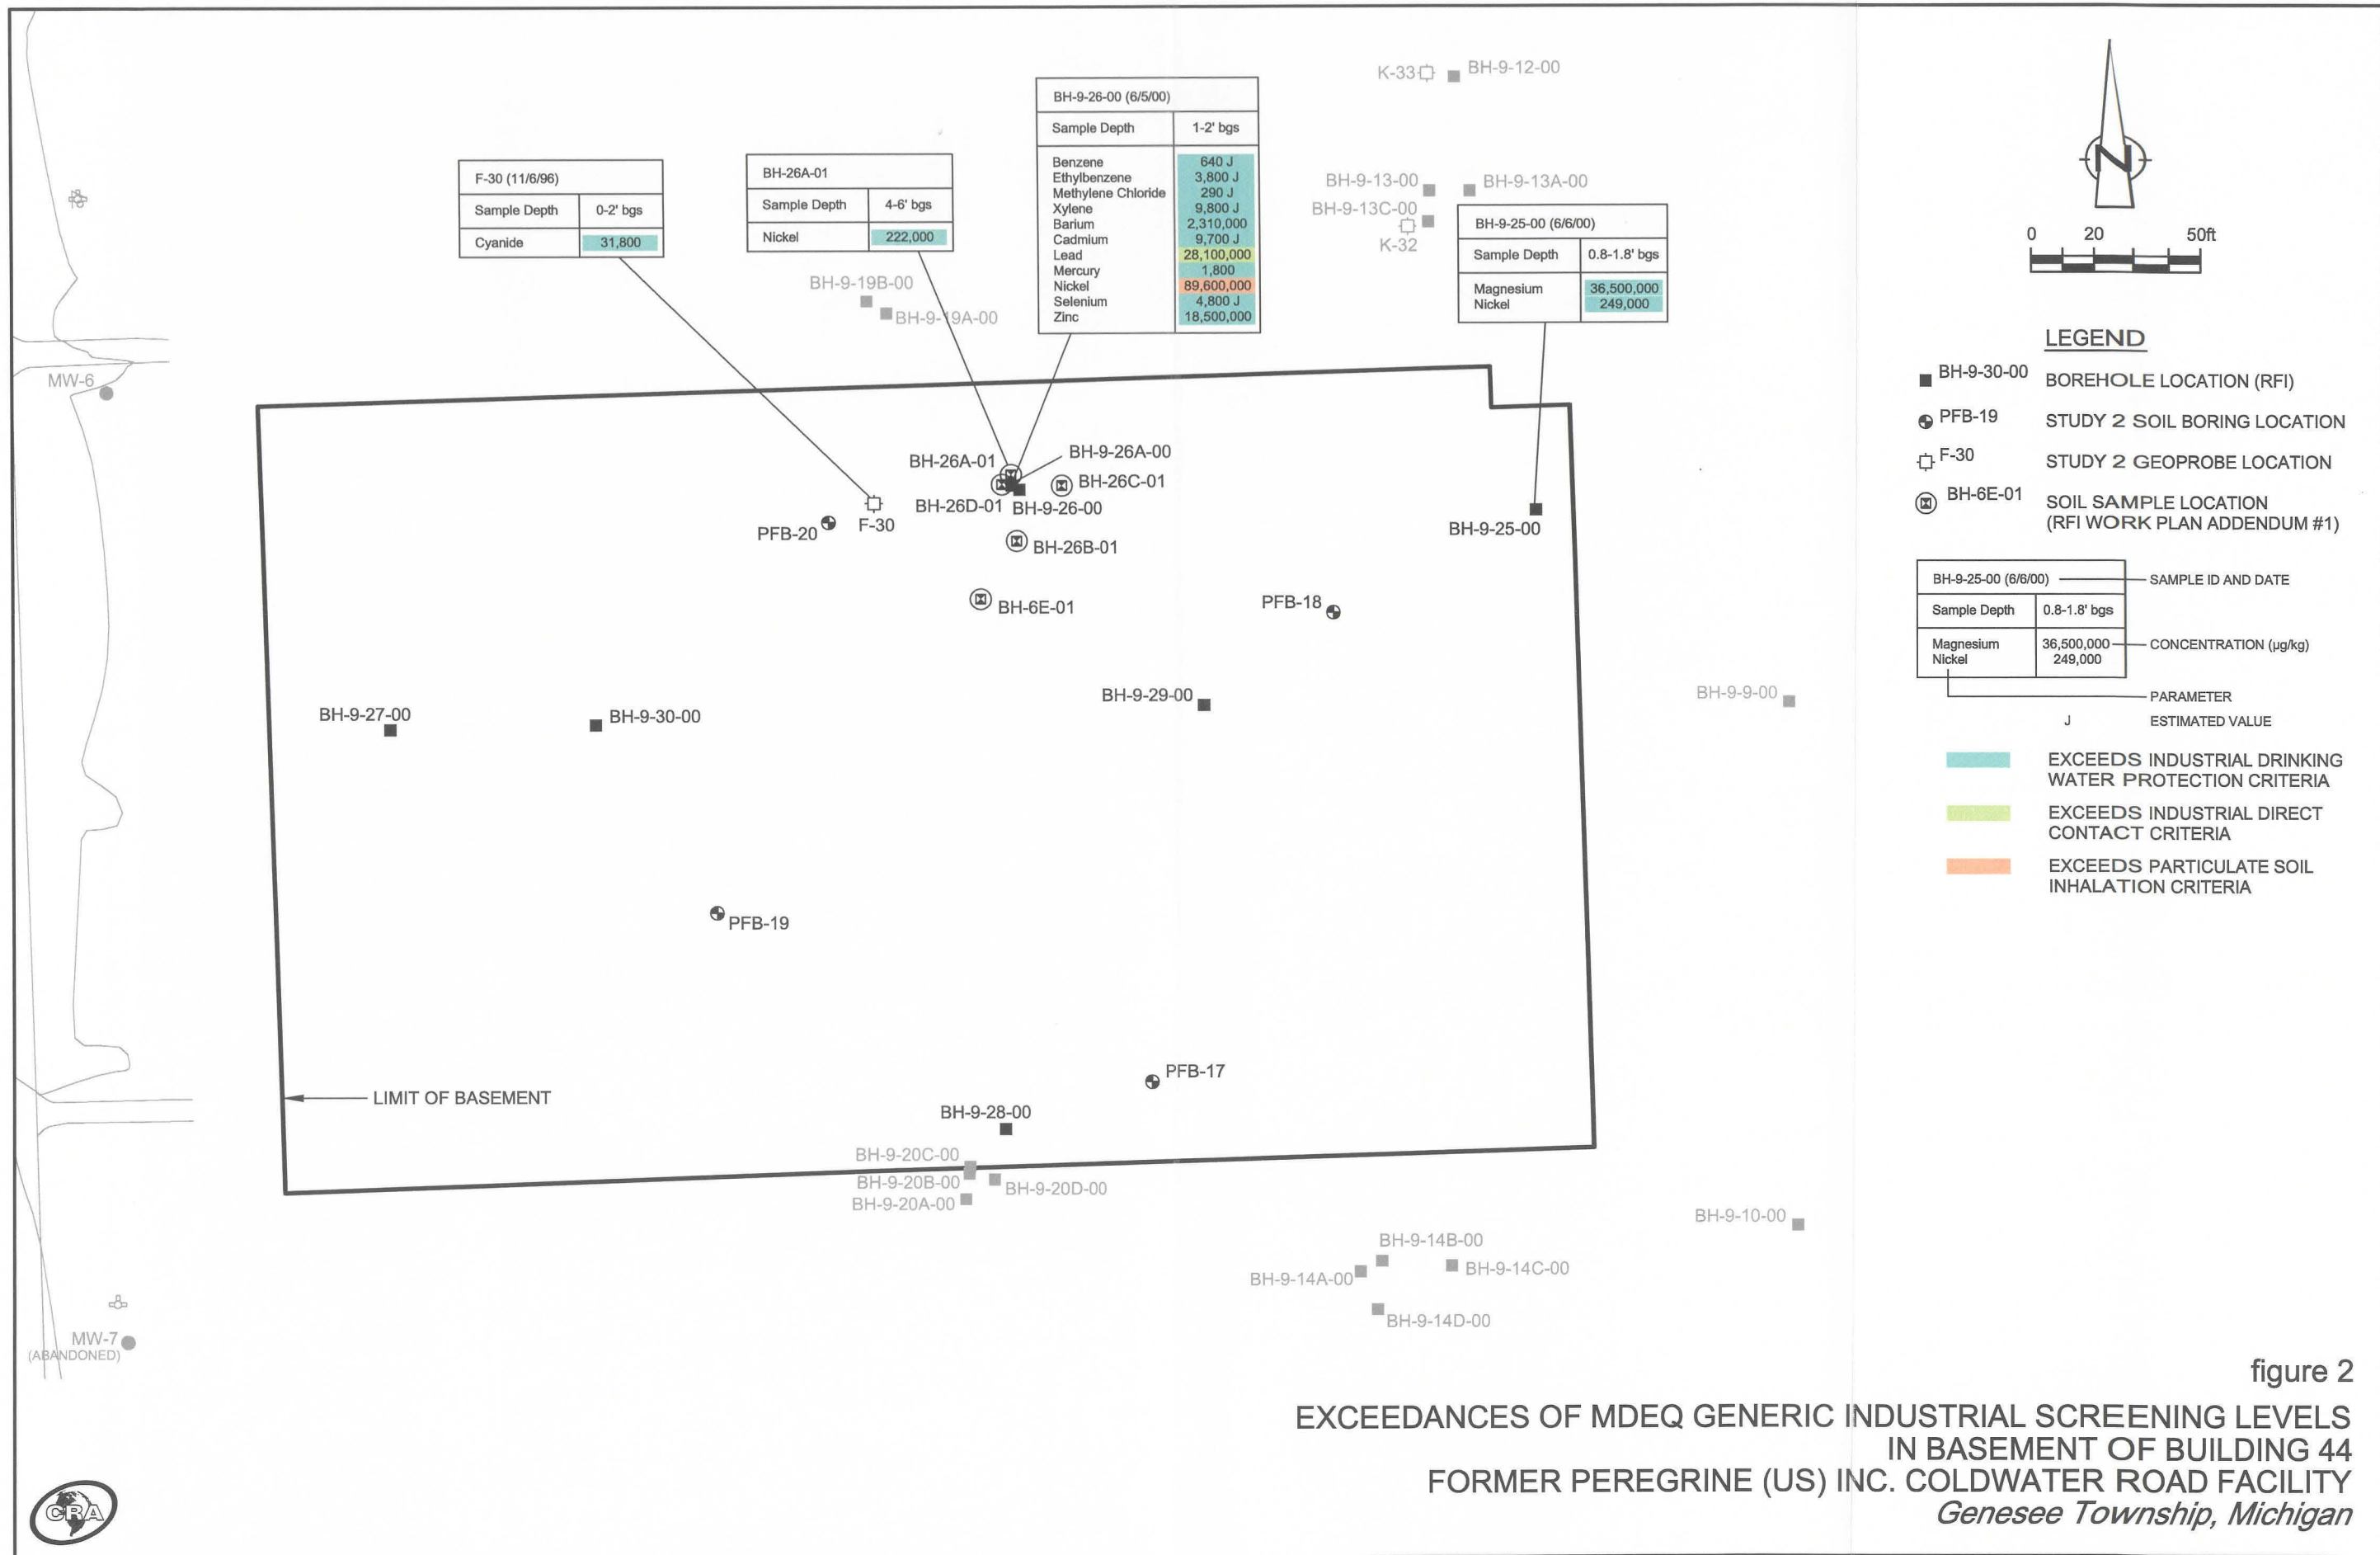 K-33
BH-9-12-00
BH-9-26-00 (6/5/00)
Sample Depth 1-2' bgs
Benzene 640 J
Ethylbenzene 3,800 J
Methylene Chloride 290 J
Xylene 9,800 J
Barium 2,310,000
Cadmium 9,700 J
Lead 28,100,000
Mercury 1,800
Nickel 89,600,000
Selenium 4,800 J
Zinc 18,500,000
F-30 (11/6/96)
Sample Depth 0-2' bgs
Cyanide 31,800
BH-26A-01
Sample Depth 4-6' bgs
Nickel 222,000
BH-9-13-00
BH-9-13A-00
BH-9-13C-00
K-32
BH-9-25-00 (6/6/00)
Sample Depth 0.8-1.8' bgs
Magnesium 36,500,000
Nickel 249,000
BH-9-19B-00
BH-9-19A-00
MW-6
BH-26A-01
BH-9-26A-00
BH-26C-01
BH-26D-01
BH-9-26-00
PFB-20
F-30
BH-26B-01
BH-9-25-00
BH-6E-01
PFB-18
BH-9-29-00
BH-9-9-00
BH-9-27-00
BH-9-30-00
PFB-19
PFB-17
LIMIT OF BASEMENT
BH-9-28-00
BH-9-20C-00
BH-9-20B-00
BH-9-20D-00
BH-9-20A-00
BH-9-10-00
BH-9-14B-00
BH-9-14A-00
BH-9-14C-00
BH-9-14D-00
MW-7
(ABANDONED)
N
0 20 50ft
LEGEND
BH-9-30-00 BOREHOLE LOCATION (RFI)
PFB-19 STUDY 2 SOIL BORING LOCATION
F-30 STUDY 2 GEOPROBE LOCATION
BH-6E-01 SOIL SAMPLE LOCATION
(RFI WORK PLAN ADDENDUM #1)
BH-9-25-00 (6/6/00) SAMPLE ID AND DATE
Sample Depth 0.8-1.8' bgs
Magnesium 36,500,000 CONCENTRATION (µg/kg)
Nickel 249,000
PARAMETER
J ESTIMATED VALUE
EXCEEDS INDUSTRIAL DRINKING
WATER PROTECTION CRITERIA
EXCEEDS INDUSTRIAL DIRECT
CONTACT CRITERIA
EXCEEDS PARTICULATE SOIL
INHALATION CRITERIA
figure 2
EXCEEDANCES OF MDEQ GENERIC INDUSTRIAL SCREENING LEVELS
IN BASEMENT OF BUILDING 44
FORMER PEREGRINE (US) INC. COLDWATER ROAD FACILITY
Genesee Township, Michigan
CRA